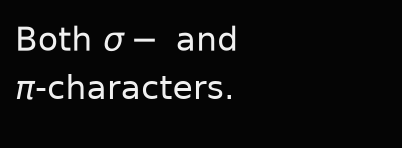 Both σ − and
π-characters.